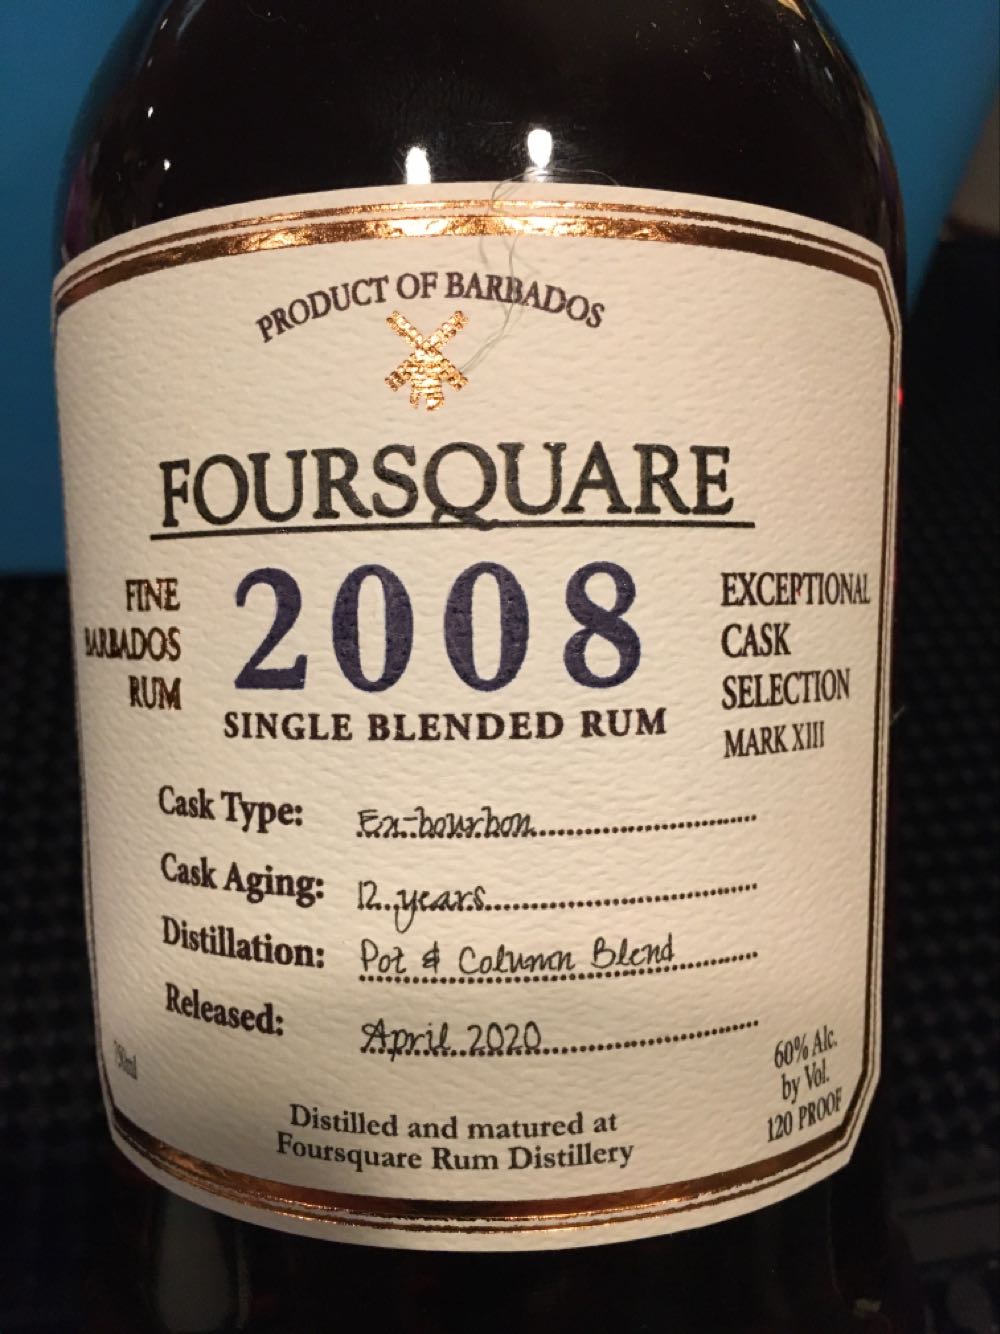 PRODUCT OF BARBADOS
FOURSQUARE
FINE
BARBADOS
RUM
2008
SINGLE BLENDED RUM
EXCEPTIONAL
CASK
SELECTION
MARK XIII
Cask Type: Ex-bourbon
Cask Aging: 12 years
Distillation: Pot & Column Blend
Released: April 2020
750ml
60% Alc.
by Vol.
120 PROOF
Distilled and matured at
Foursquare Rum Distillery